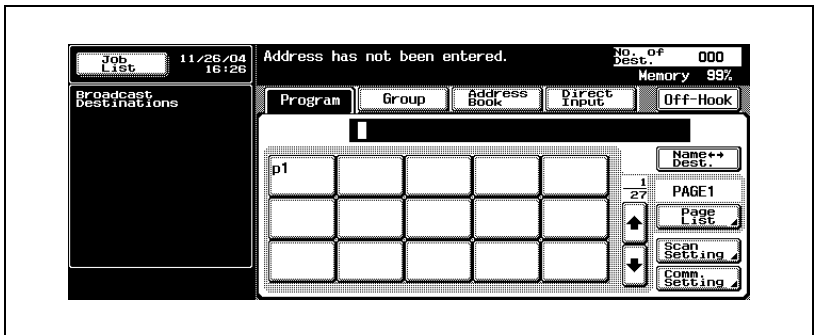 Job
List
11/26/04
16:26
Address has not been entered.
No. of
Dest.
000
Memory 99%
Broadcast
Destinations
Program
Group
Address
Book
Direct
Input
Off-Hook
Name↔
Dest.
p1
1
27
PAGE1
Page
List
Scan
Setting
Comm.
Setting